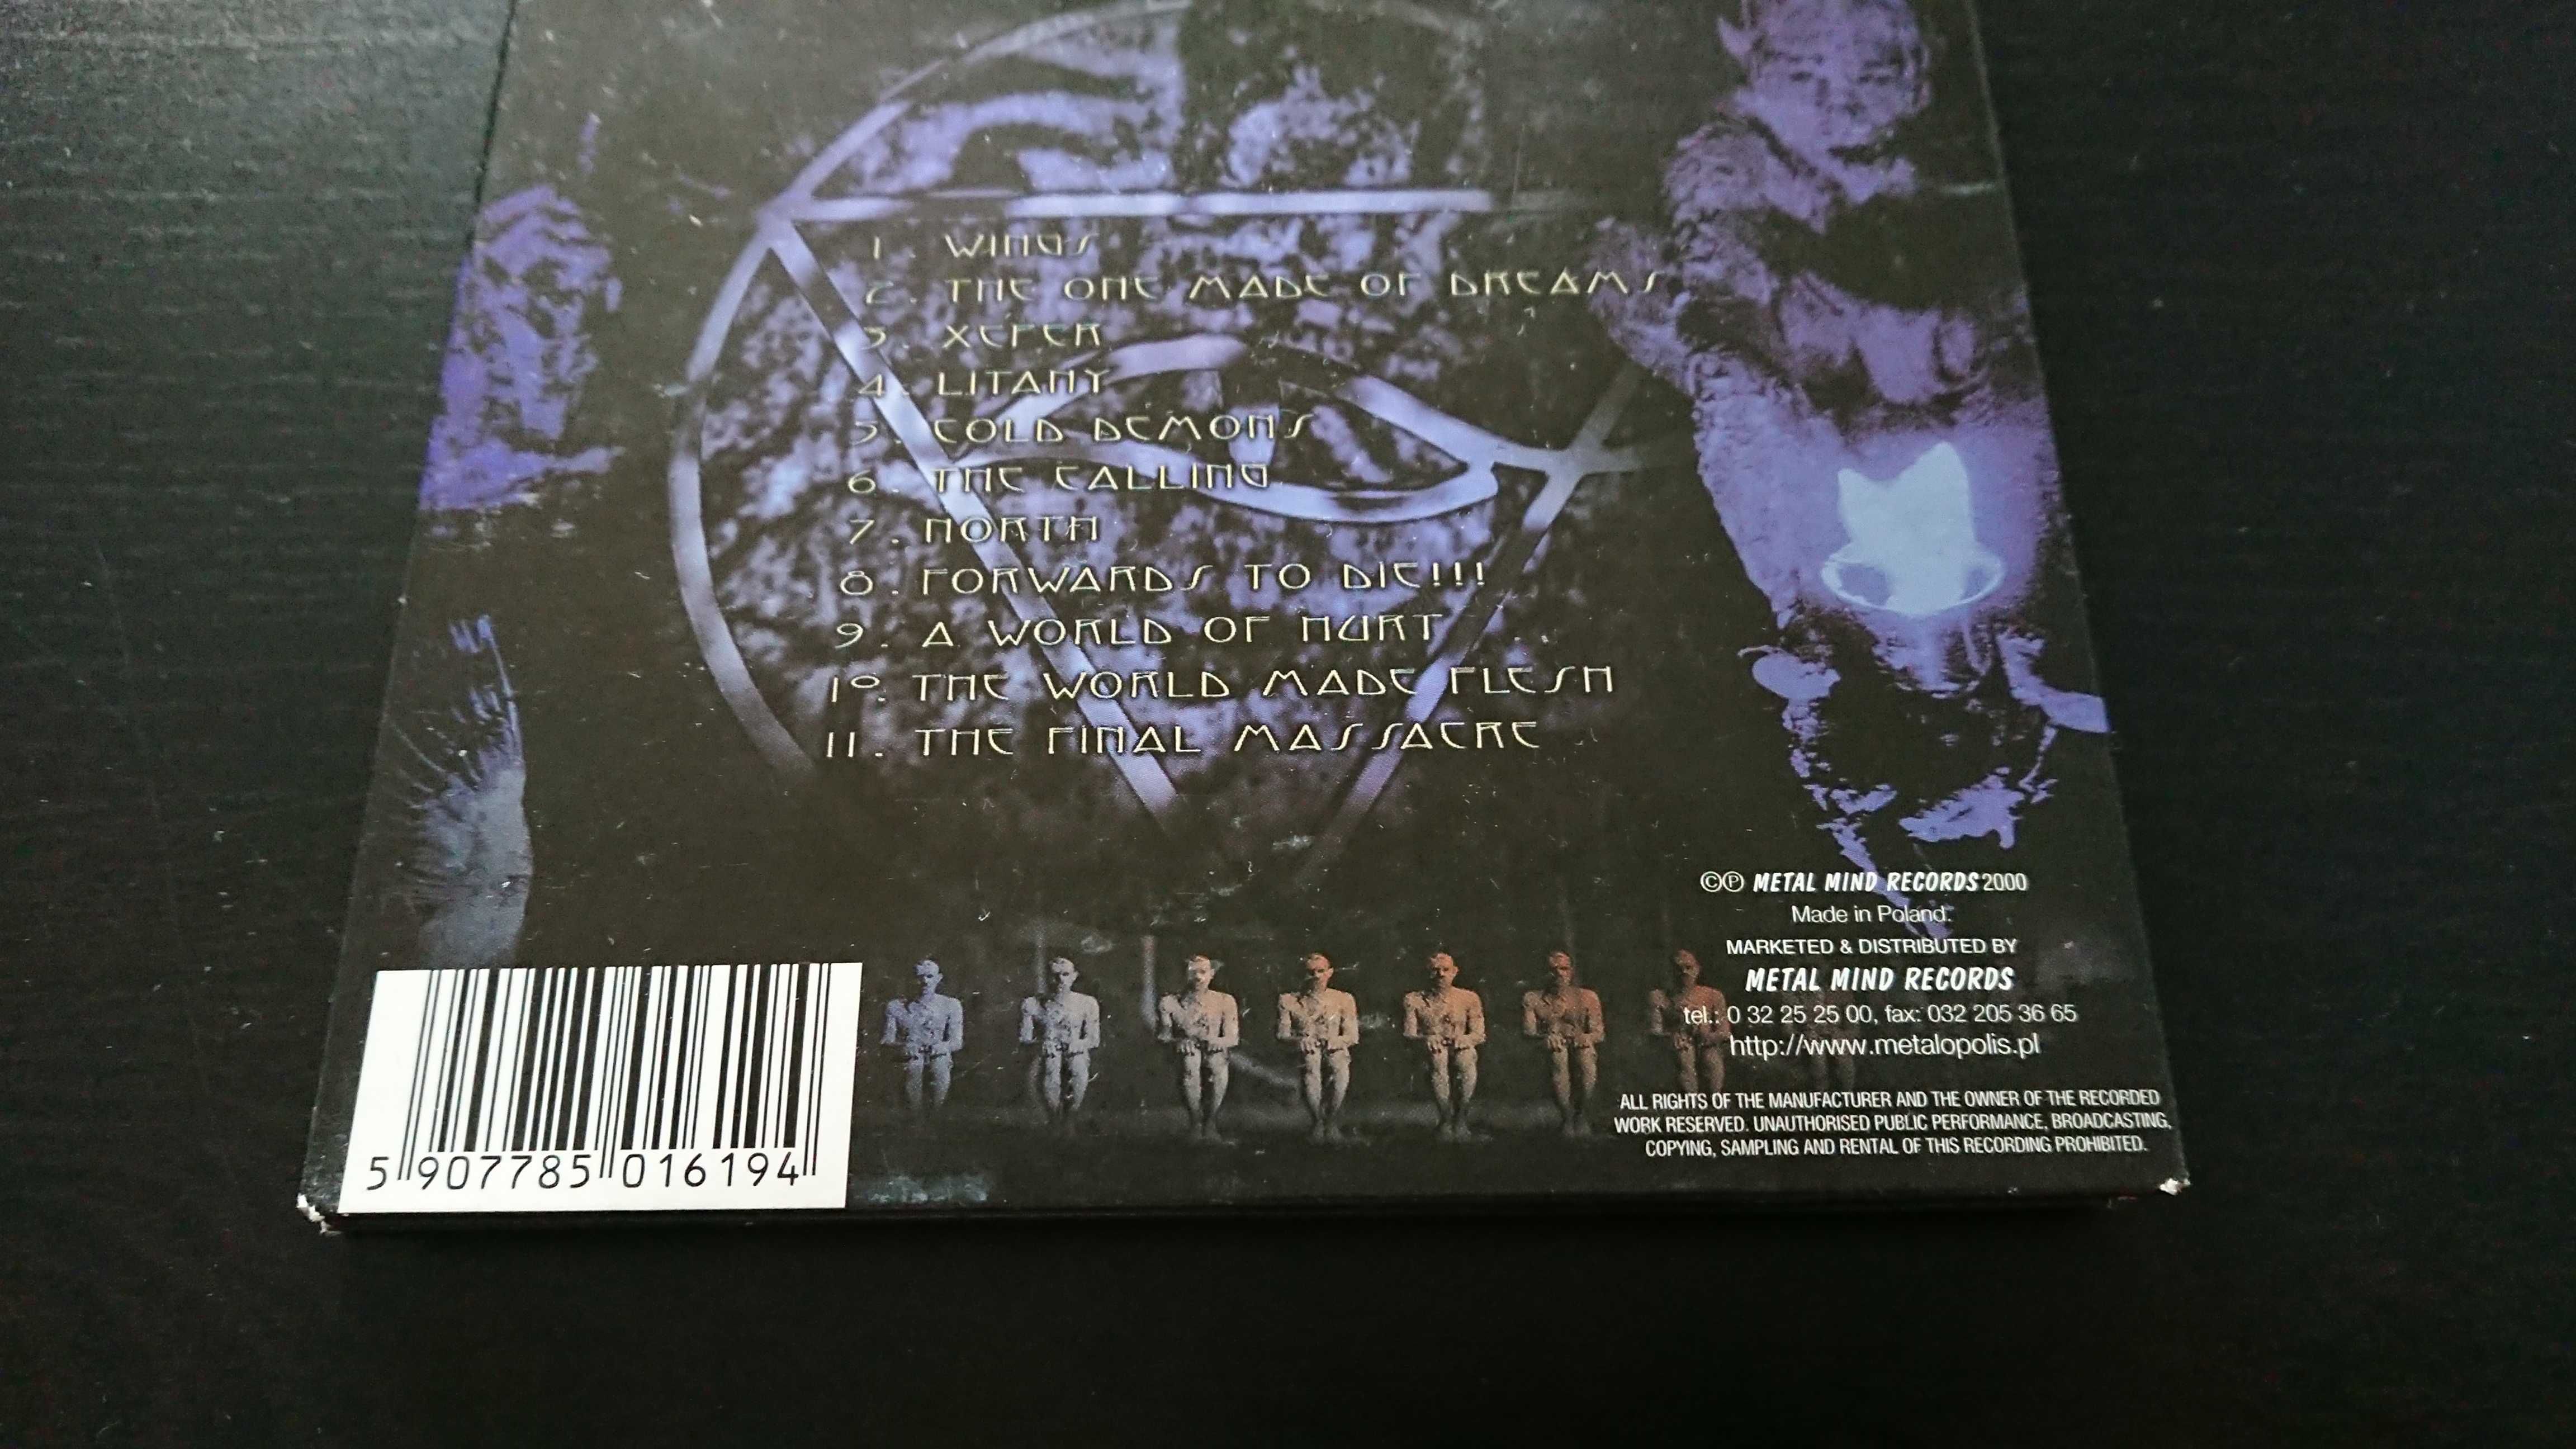 1. WINGS
2. THE ONE MADE OF DREAMS
3. XEPER
4. LITANY
5. COLD DEMONS
6. THE CALLING
7. NORTH
8. FORWARDS TO DIE!!!
9. A WORLD OF HURT
10. THE WORLD MADE FLESH
11. THE FINAL MASSACRE
©℗ METAL MIND RECORDS 2000
Made in Poland.
MARKETED & DISTRIBUTED BY
METAL MIND RECORDS
tel.: 0 32 25 25 00, fax: 032 205 36 65
http://www.metalopolis.pl
ALL RIGHTS OF THE MANUFACTURER AND THE OWNER OF THE RECORDED
WORK RESERVED. UNAUTHORISED PUBLIC PERFORMANCE, BROADCASTING,
COPYING, SAMPLING AND RENTAL OF THIS RECORDING PROHIBITED.
5 907785 016194